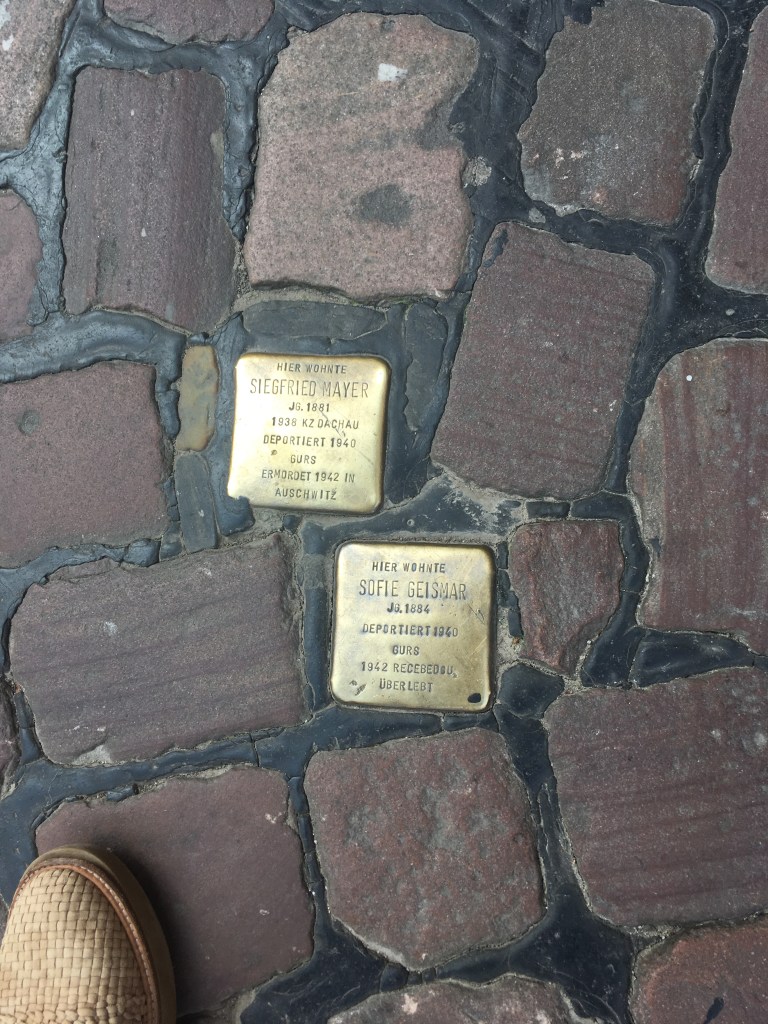 HIER WOHNTE
SIEGFRIED MAYER
JG. 1881
1938 KZ DACHAU
DEPORTIERT 1940
GURS
ERMORDET 1942 IN
AUSCHWITZ
HIER WOHNTE
SOFIE GEISMAR
JG. 1884
DEPORTIERT 1940
GURS
1942 RECEBEDOU
ÜBERLEBT